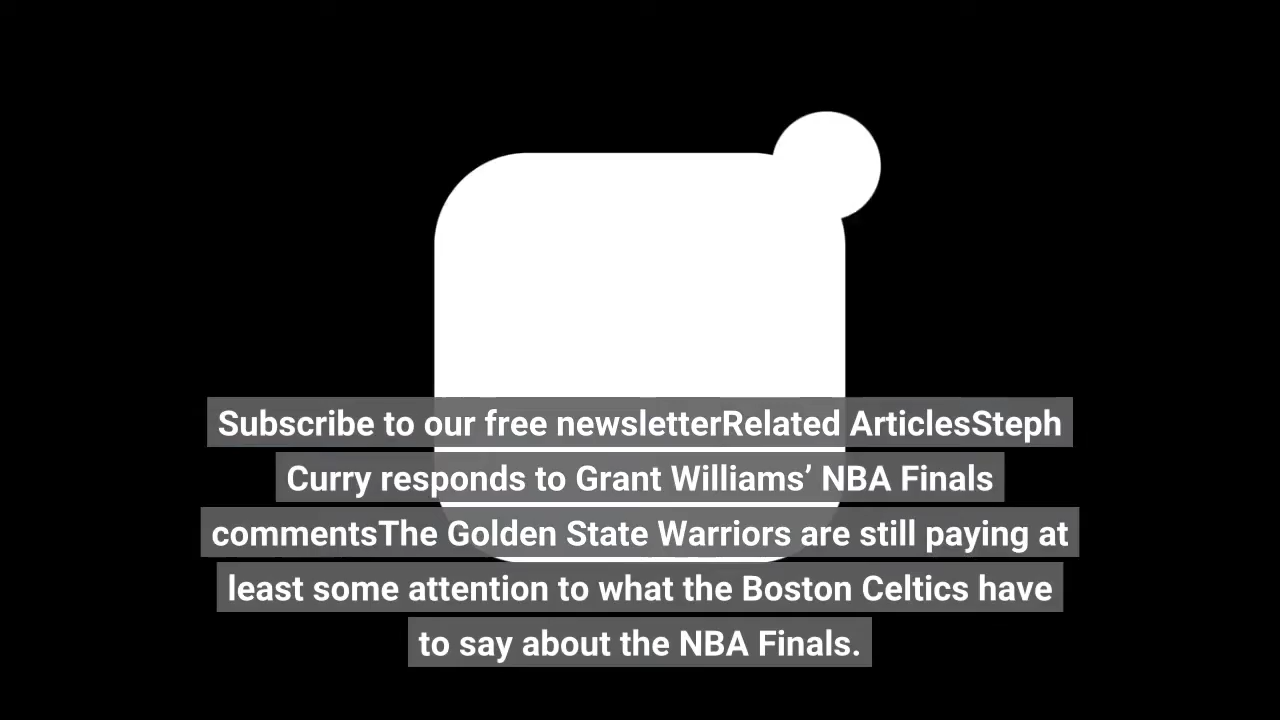 Subscribe to our free newsletterRelated ArticlesSteph
Curry responds to Grant Williams’ NBA Finals
commentsThe Golden State Warriors are still paying at
least some attention to what the Boston Celtics have
to say about the NBA Finals.